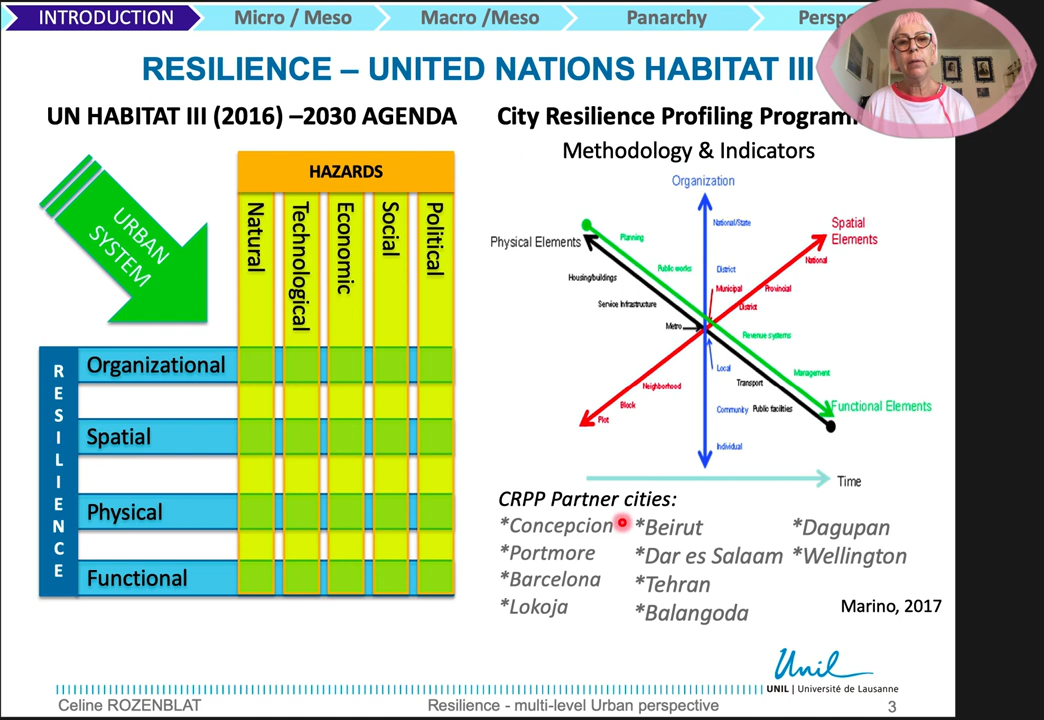 INTRODUCTION
Micro / Meso
Macro /Meso
Panarchy
RESILIENCE – UNITED NATIONS HABITAT III
UN HABITAT III (2016) –2030 AGENDA
URBAN
SYSTEM
HAZARDS
Natural
Technological
Economic
Social
Political
RESILIENCE
Organizational
Spatial
Physical
Functional
City Resilience Profiling
Methodology & Indicators
Organization
Physical Elements
Spatial
Elements
Planning
National/State
National
Public works
District
Housing/buildings
Municipal
Provincial
Service Infrastructure
District
Metro
Revenue systems
Local
Management
Neighborhood
Transport
Block
Community
Public facilities
Functional Elements
Plot
Individual
Time
CRPP Partner cities:
*Concepcion
*Portmore
*Barcelona
*Lokoja
*Beirut
*Dar es Salaam
*Tehran
*Balangoda
*Dagupan
*Wellington
Marino, 2017
Unil
UNIL | Université de Lausanne
Celine ROZENBLAT
Resilience - multi-level Urban perspective
3